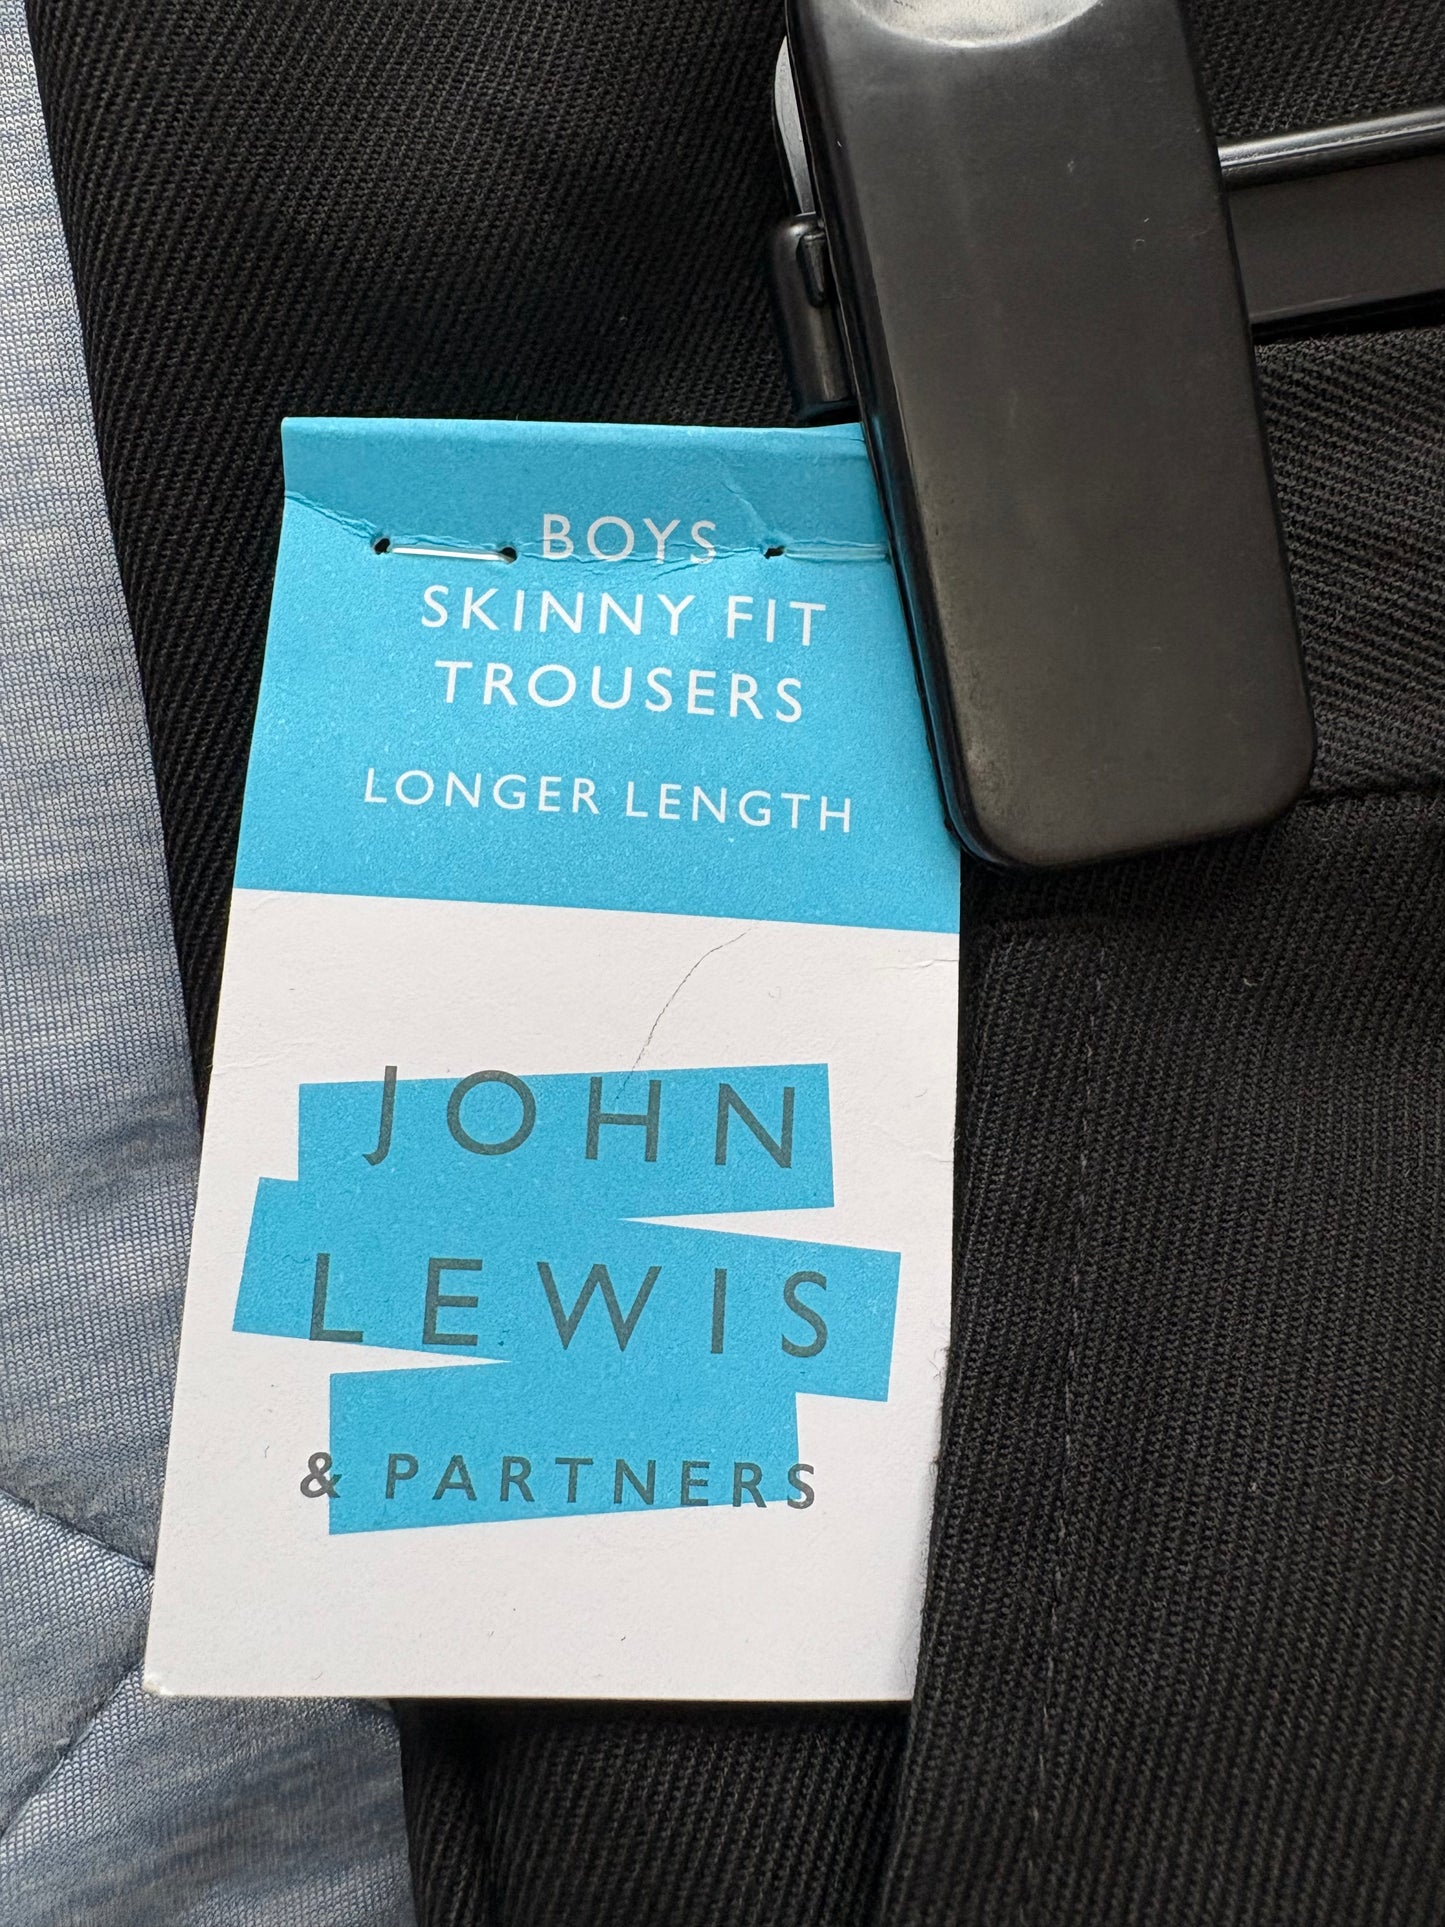 BOYS
SKINNY FIT
TROUSERS
LONGER LENGTH
JOHN
LEWIS
& PARTNERS